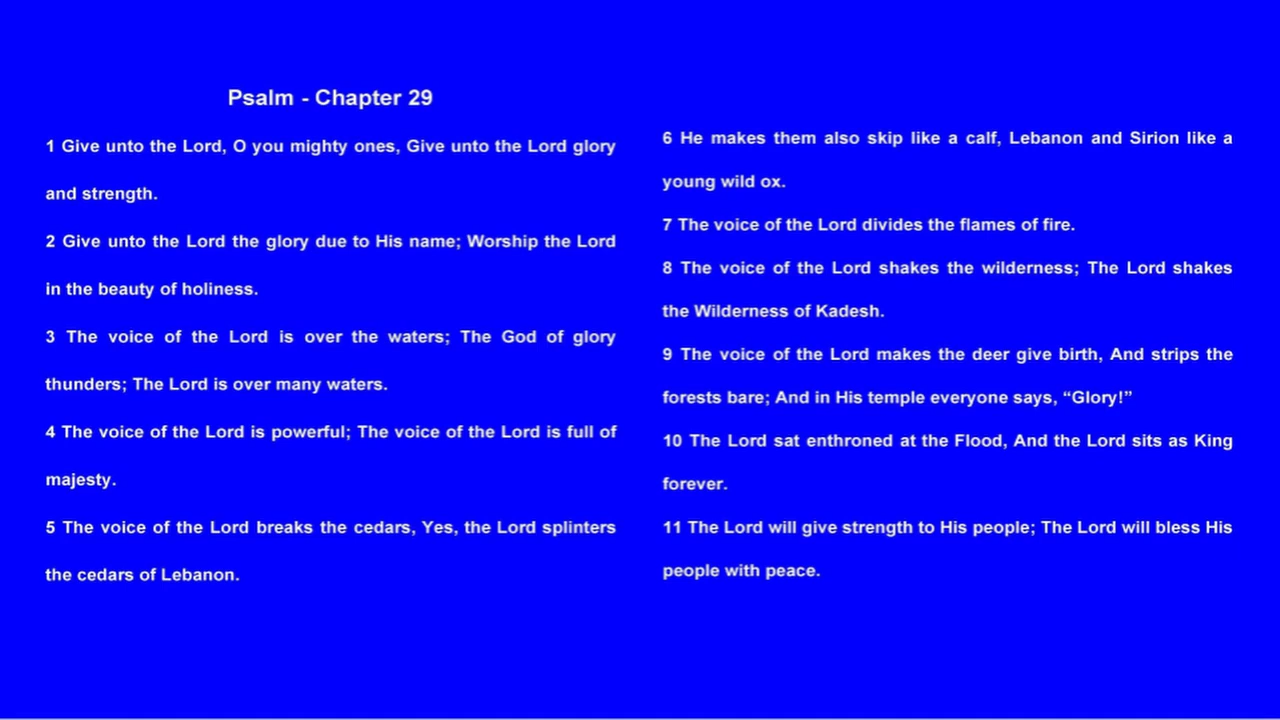 Psalm - Chapter 29
1 Give unto the Lord, O you mighty ones, Give unto the Lord glory
and strength.
2 Give unto the Lord the glory due to His name; Worship the Lord
in the beauty of holiness.
3 The voice of the Lord is over the waters; The God of glory
thunders; The Lord is over many waters.
4 The voice of the Lord is powerful; The voice of the Lord is full of
majesty.
5 The voice of the Lord breaks the cedars, Yes, the Lord splinters
the cedars of Lebanon.
6 He makes them also skip like a calf, Lebanon and Sirion like a
young wild ox.
7 The voice of the Lord divides the flames of fire.
8 The voice of the Lord shakes the wilderness; The Lord shakes
the Wilderness of Kadesh.
9 The voice of the Lord makes the deer give birth, And strips the
forests bare; And in His temple everyone says, “Glory!”
10 The Lord sat enthroned at the Flood, And the Lord sits as King
forever.
11 The Lord will give strength to His people; The Lord will bless His
people with peace.